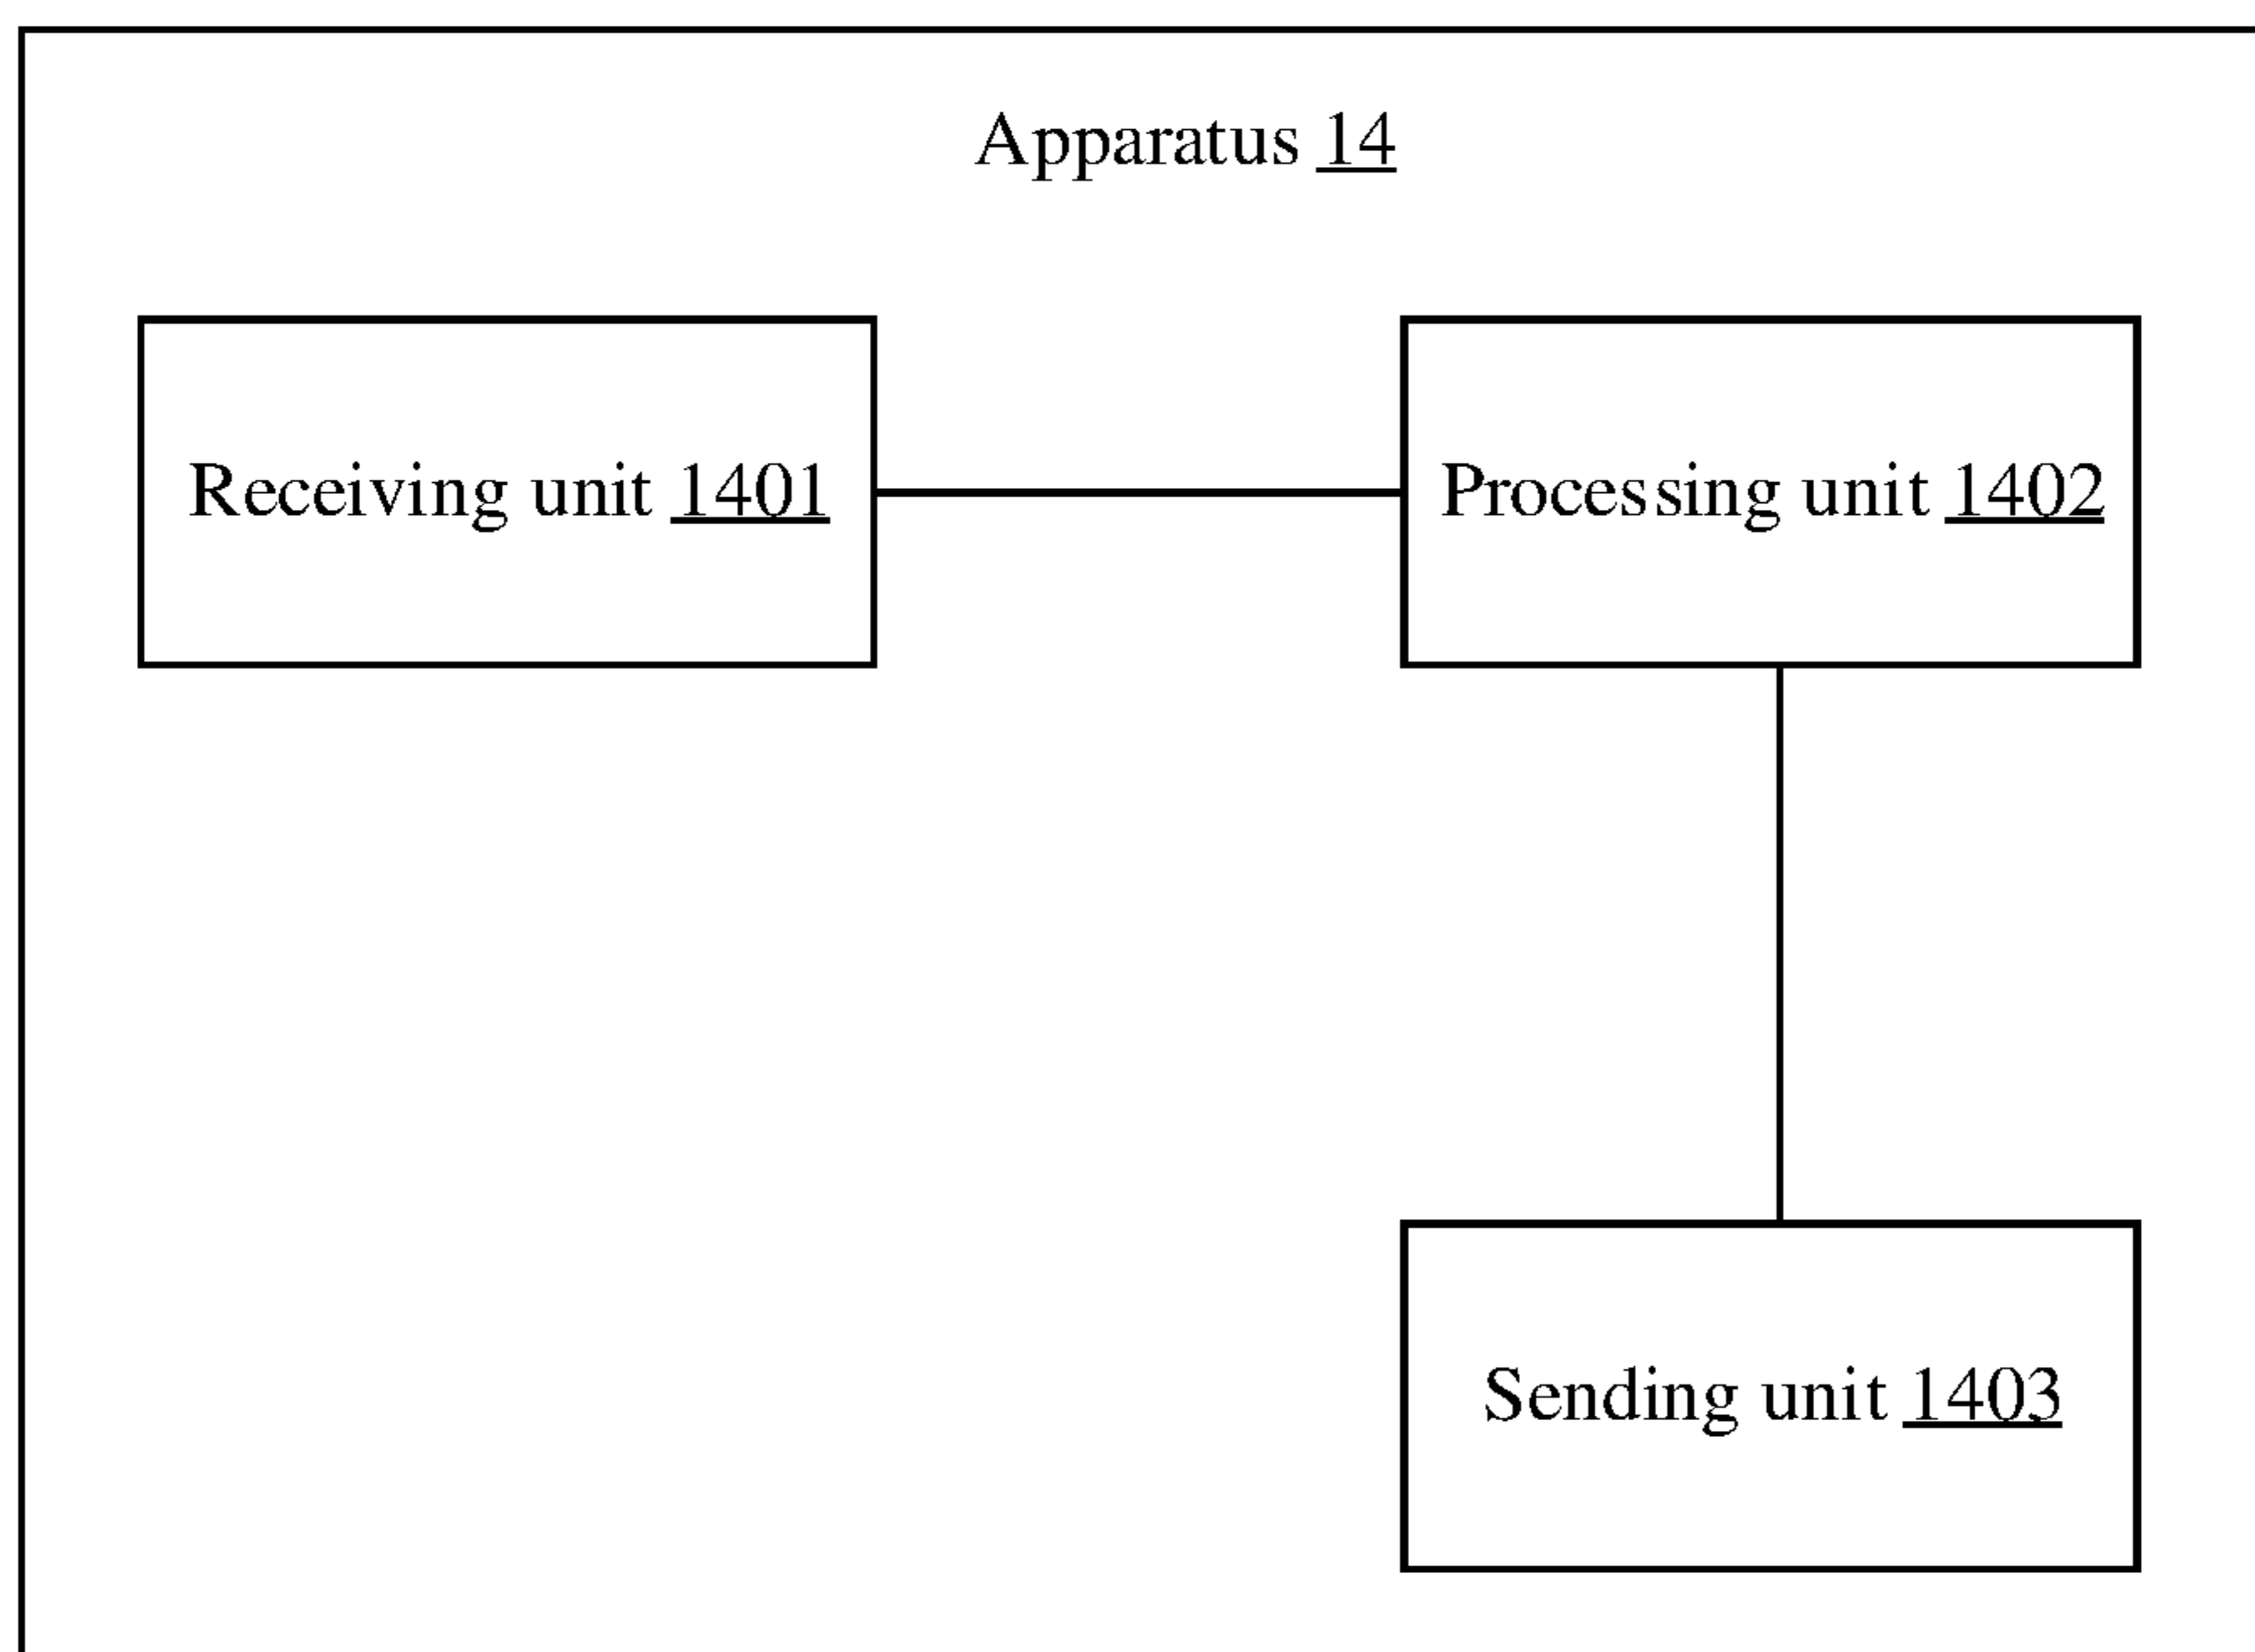 Apparatus 14
Receiving unit 1401
Processing unit 1402
Sending unit 1403